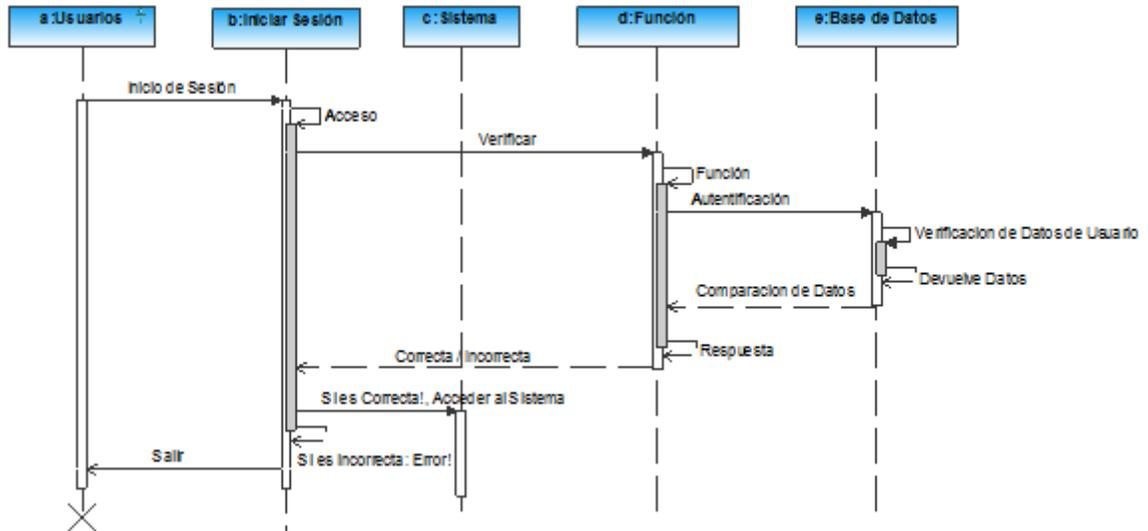 a:Usuarios
b:Iniciar Sesión
c:Sistema
d:Función
e:Base de Datos
Inicio de Sesión
Acceso
Verificar
Función
Autentificación
Verificacion de Datos de Usuario
Devuelve Datos
Comparacion de Datos
Respuesta
Correcta / Incorrecta
Si es Correcta!, Acceder al Sistema
Si es Incorrecta: Error!
Salir